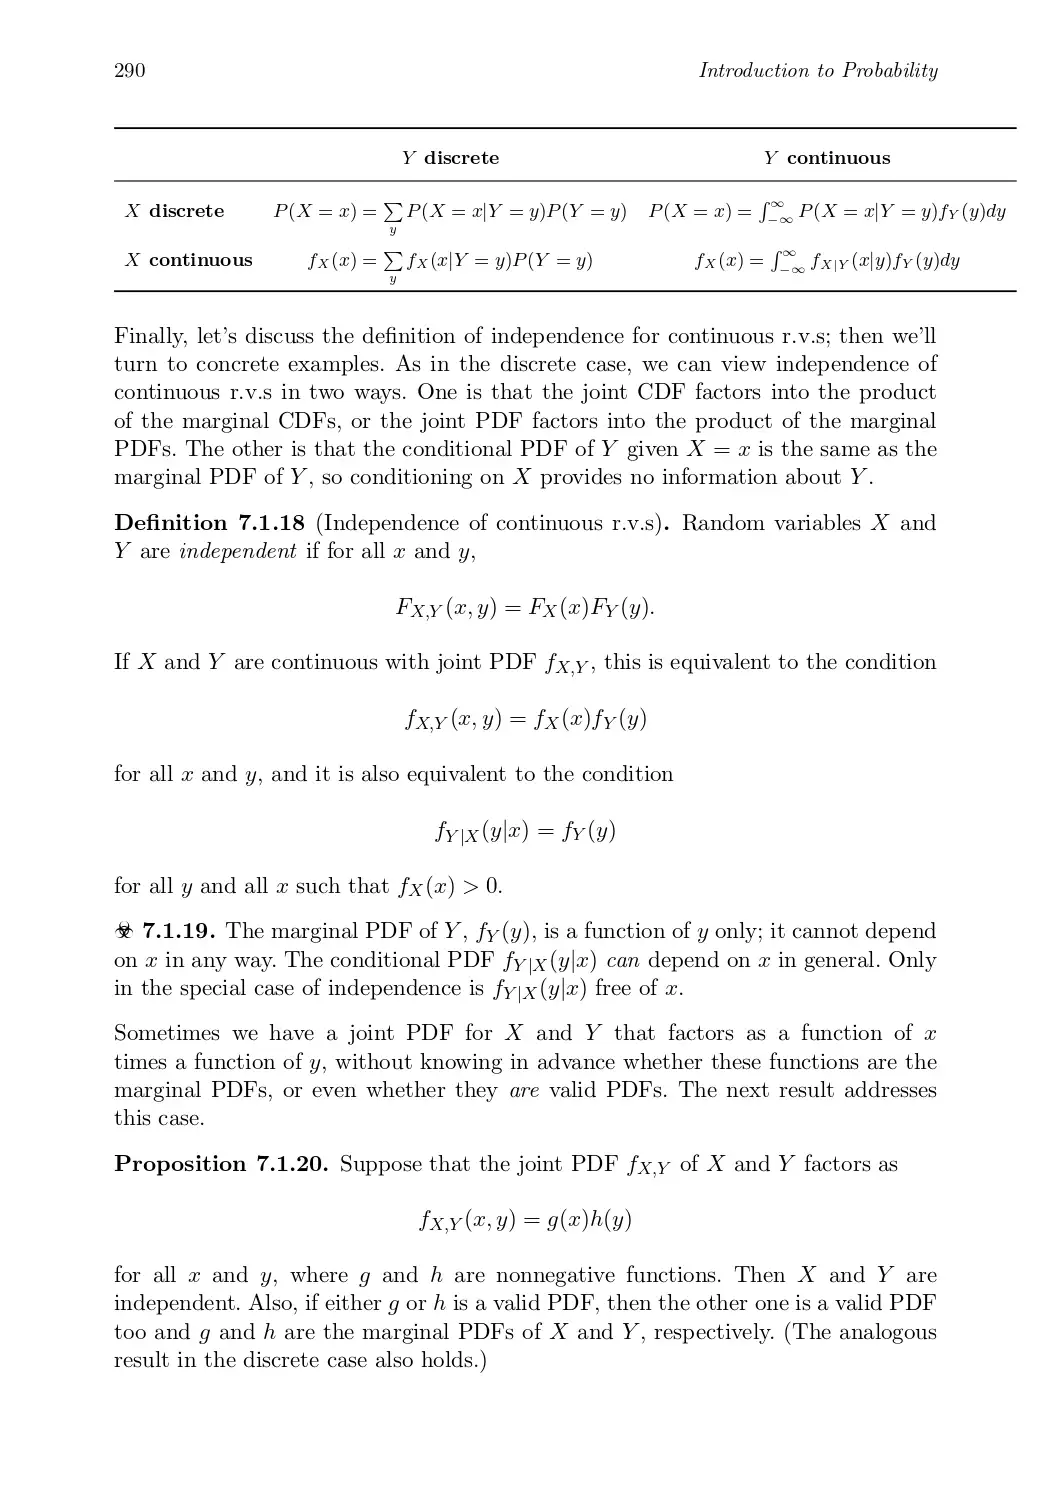 290 Introduction to Probability
Y discrete Y continuous
X discrete P(X = x) = ∑_y P(X = x|Y = y)P(Y = y) P(X = x) = ∫_{−∞}^{∞} P(X = x|Y = y)f_Y(y)dy
X continuous f_X(x) = ∑_y f_X(x|Y = y)P(Y = y) f_X(x) = ∫_{−∞}^{∞} f_{X|Y}(x|y)f_Y(y)dy
Finally, let's discuss the definition of independence for continuous r.v.s; then we'll
turn to concrete examples. As in the discrete case, we can view independence of
continuous r.v.s in two ways. One is that the joint CDF factors into the product
of the marginal CDFs, or the joint PDF factors into the product of the marginal
PDFs. The other is that the conditional PDF of Y given X = x is the same as the
marginal PDF of Y, so conditioning on X provides no information about Y.
Definition 7.1.18 (Independence of continuous r.v.s). Random variables X and
Y are independent if for all x and y,
F_{X,Y}(x, y) = F_X(x)F_Y(y).
If X and Y are continuous with joint PDF f_{X,Y}, this is equivalent to the condition
f_{X,Y}(x, y) = f_X(x)f_Y(y)
for all x and y, and it is also equivalent to the condition
f_{Y|X}(y|x) = f_Y(y)
for all y and all x such that f_X(x) > 0.
☣ 7.1.19. The marginal PDF of Y, f_Y(y), is a function of y only; it cannot depend
on x in any way. The conditional PDF f_{Y|X}(y|x) can depend on x in general. Only
in the special case of independence is f_{Y|X}(y|x) free of x.
Sometimes we have a joint PDF for X and Y that factors as a function of x
times a function of y, without knowing in advance whether these functions are the
marginal PDFs, or even whether they are valid PDFs. The next result addresses
this case.
Proposition 7.1.20. Suppose that the joint PDF f_{X,Y} of X and Y factors as
f_{X,Y}(x, y) = g(x)h(y)
for all x and y, where g and h are nonnegative functions. Then X and Y are
independent. Also, if either g or h is a valid PDF, then the other one is a valid PDF
too and g and h are the marginal PDFs of X and Y, respectively. (The analogous
result in the discrete case also holds.)